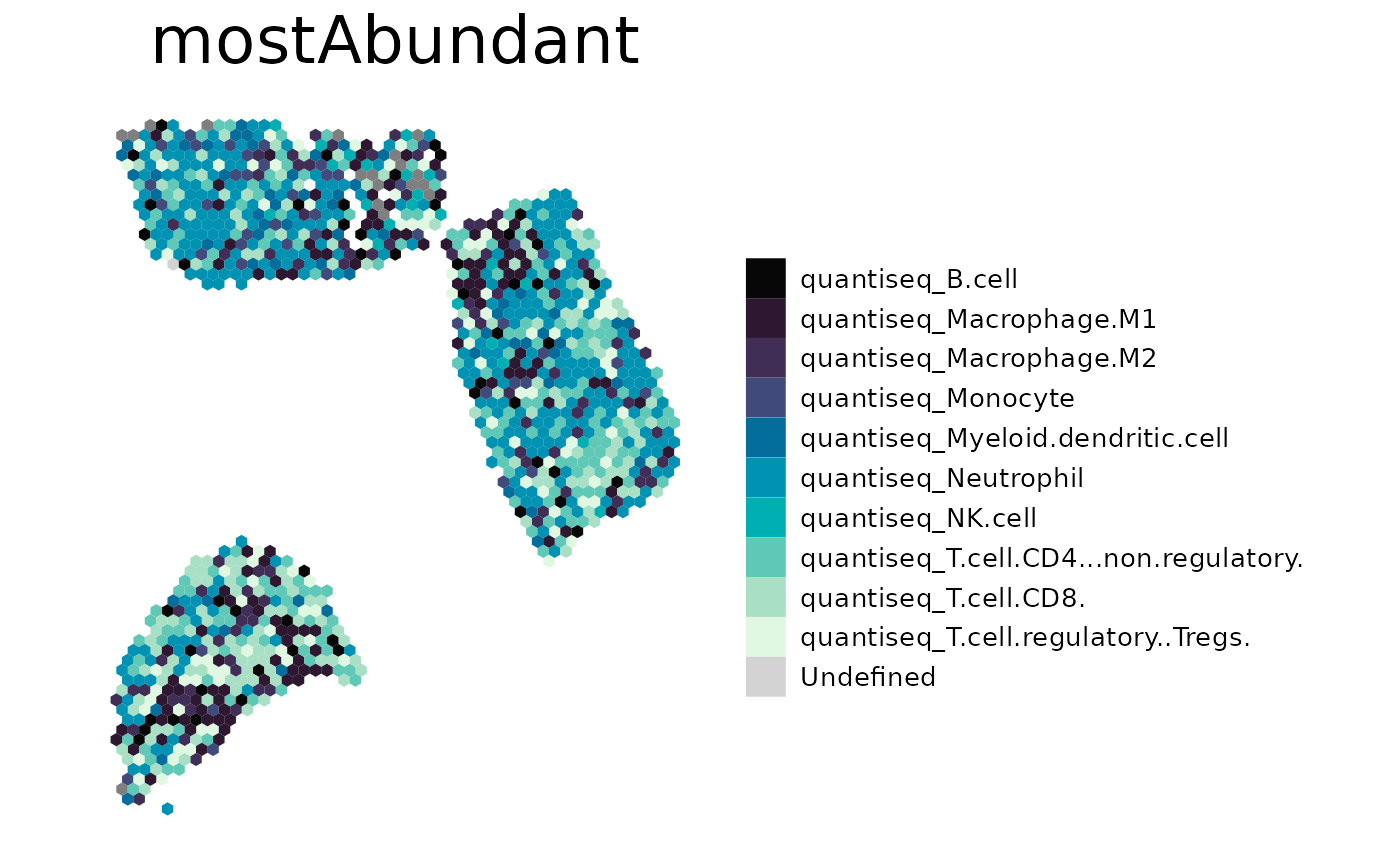 mostAbundant
quantiseq_B.cell
quantiseq_Macrophage.M1
quantiseq_Macrophage.M2
quantiseq_Monocyte
quantiseq_Myeloid.dendritic.cell
quantiseq_Neutrophil
quantiseq_NK.cell
quantiseq_T.cell.CD4...non.regulatory.
quantiseq_T.cell.CD8.
quantiseq_T.cell.regulatory..Tregs.
Undefined